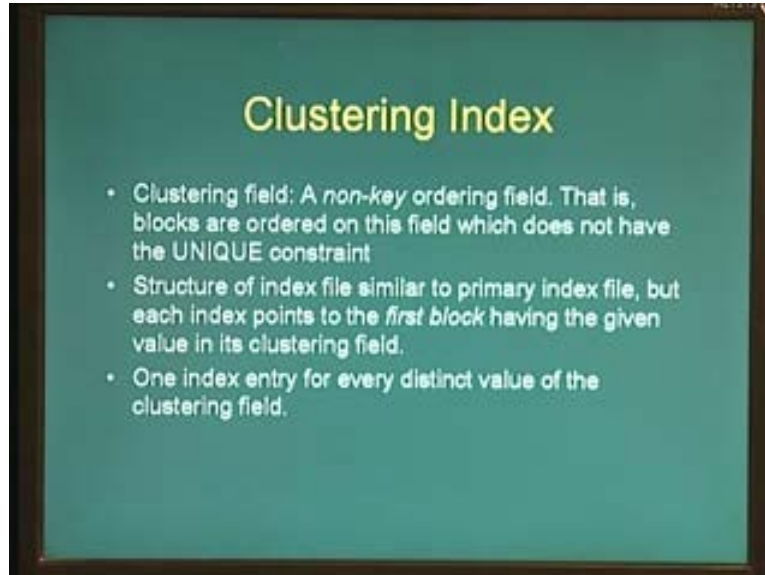 Clustering Index
• Clustering field: A non-key ordering field. That is,
blocks are ordered on this field which does not have
the UNIQUE constraint
• Structure of index file similar to primary index file, but
each index points to the first block having the given
value in its clustering field.
• One index entry for every distinct value of the
clustering field.